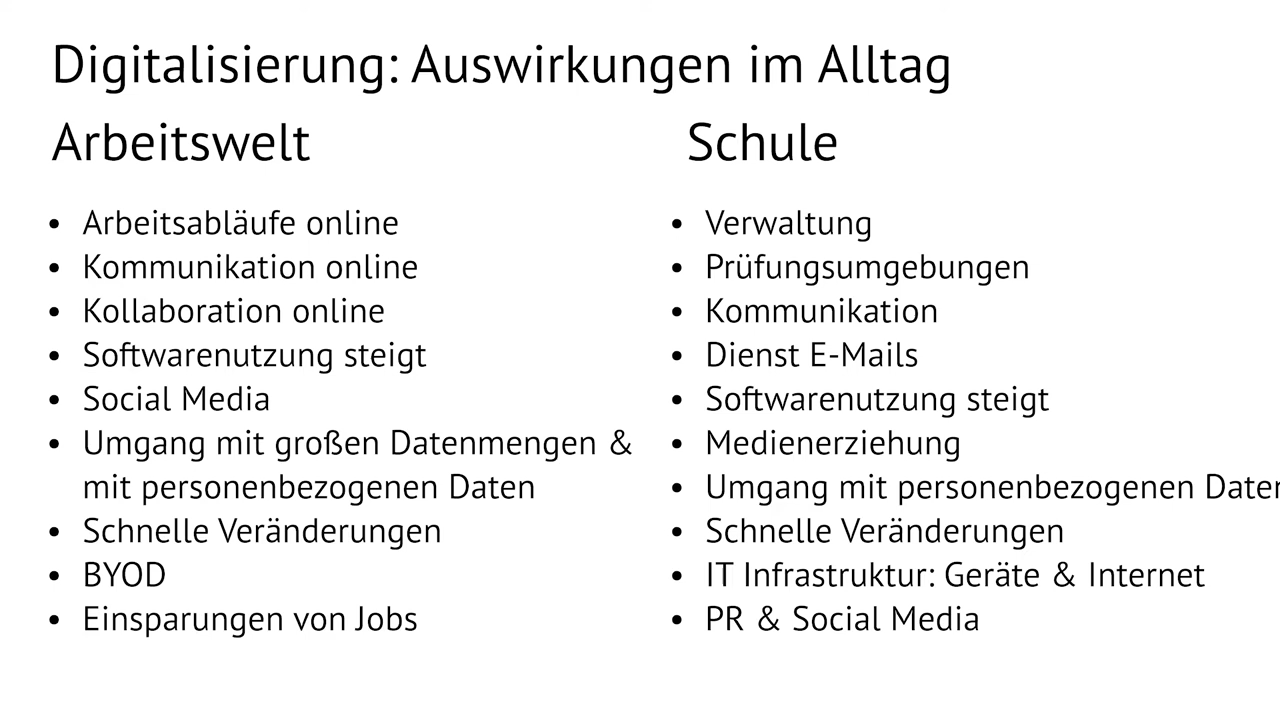 Digitalisierung: Auswirkungen im Alltag
Arbeitswelt
• Arbeitsabläufe online
• Kommunikation online
• Kollaboration online
• Softwarenutzung steigt
• Social Media
• Umgang mit großen Datenmengen &
mit personenbezogenen Daten
• Schnelle Veränderungen
• BYOD
• Einsparungen von Jobs
Schule
• Verwaltung
• Prüfungsumgebungen
• Kommunikation
• Dienst E-Mails
• Softwarenutzung steigt
• Medienerziehung
• Umgang mit personenbezogenen Daten
• Schnelle Veränderungen
• IT Infrastruktur: Geräte & Internet
• PR & Social Media